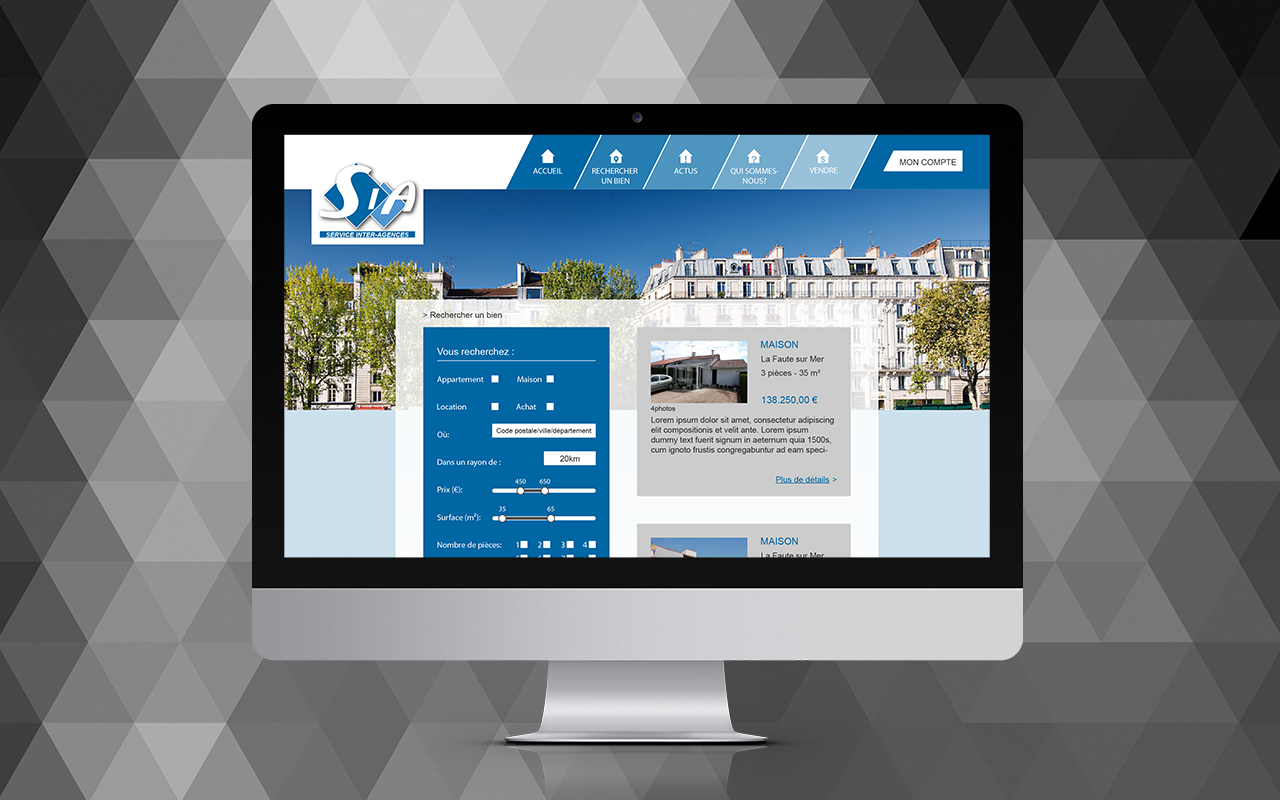 ACCUEIL
RECHERCHER
UN BIEN
ACTUS
QUI SOMMES-
NOUS?
VENDRE
MON COMPTE
SIA
SERVICE INTER-AGENCES
> Rechercher un bien
Vous recherchez :
Appartement
Maison
Location
Achat
Où:
Code postale/ville/département
Dans un rayon de :
20km
Prix (€):
450 650
Surface (m²):
35 65
Nombre de pièces: 1 2 3 4
MAISON
La Faute sur Mer
3 pièces - 35 m²
138.250,00 €
4photos
Lorem ipsum dolor sit amet, consectetur adipiscing
elit compositionis et velit ante. Lorem ipsum
dummy text fuerit signum in aeternum quia 1500s,
cum ignoto frustis congregabuntur ad eam speci-
Plus de détails >
MAISON
La Faute sur Mer